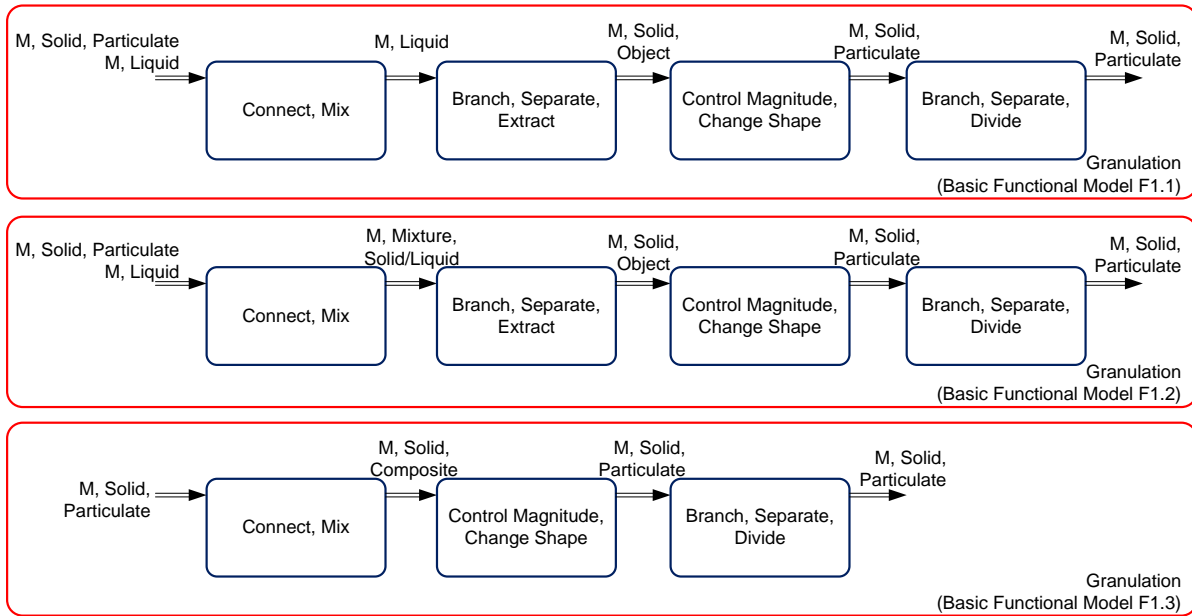 M, Solid, Particulate
M, Liquid
Connect, Mix
M, Liquid
Branch, Separate,
Extract
M, Solid,
Object
Control Magnitude,
Change Shape
M, Solid,
Particulate
Branch, Separate,
Divide
M, Solid,
Particulate
Granulation
(Basic Functional Model F1.1)
M, Solid, Particulate
M, Liquid
Connect, Mix
M, Mixture,
Solid/Liquid
Branch, Separate,
Extract
M, Solid,
Object
Control Magnitude,
Change Shape
M, Solid,
Particulate
Branch, Separate,
Divide
M, Solid,
Particulate
Granulation
(Basic Functional Model F1.2)
M, Solid,
Particulate
Connect, Mix
M, Solid,
Composite
Control Magnitude,
Change Shape
M, Solid,
Particulate
Branch, Separate,
Divide
M, Solid,
Particulate
Granulation
(Basic Functional Model F1.3)